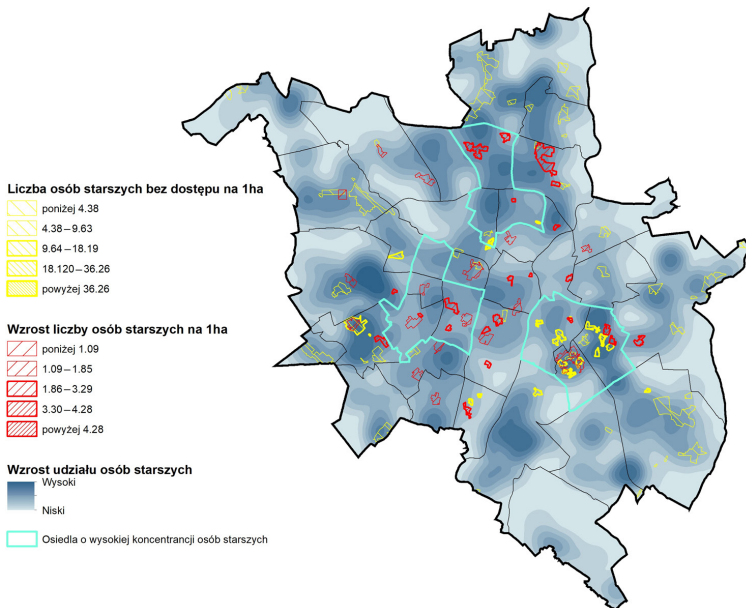 Liczba osób starszych bez dostępu na 1ha
poniżej 4.38
4.38–9.63
9.64–18.19
18.120–36.26
powyżej 36.26
Wzrost liczby osób starszych na 1ha
poniżej 1.09
1.09–1.85
1.86–3.29
3.30–4.28
powyżej 4.28
Wzrost udziału osób starszych
Wysoki
Niski
Osiedla o wysokiej koncentrancji osób starszych